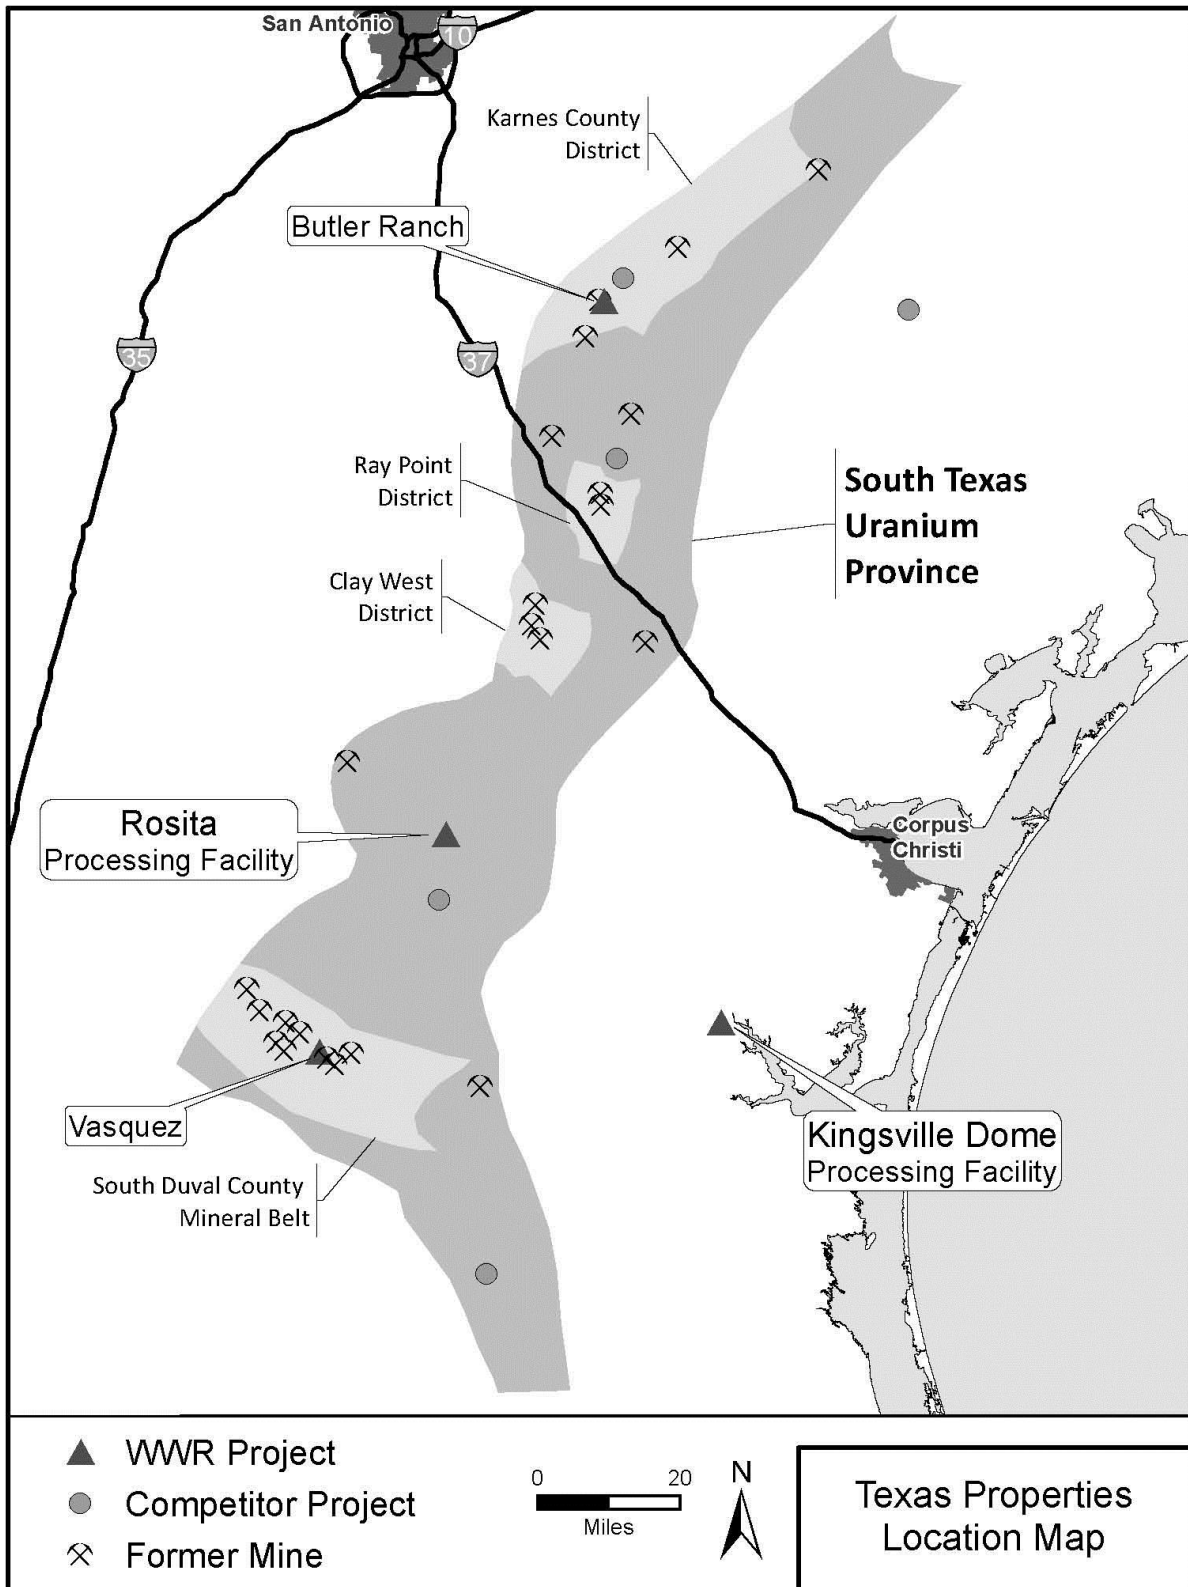 San Antonio
10
Karnes County
District
Butler Ranch
35
37
Ray Point
District
South Texas
Uranium
Province
Clay West
District
Rosita
Processing Facility
Corpus
Christi
Vasquez
Kingsville Dome
Processing Facility
South Duval County
Mineral Belt
WWR Project
Competitor Project
Former Mine
0 20
Miles
N
Texas Properties
Location Map